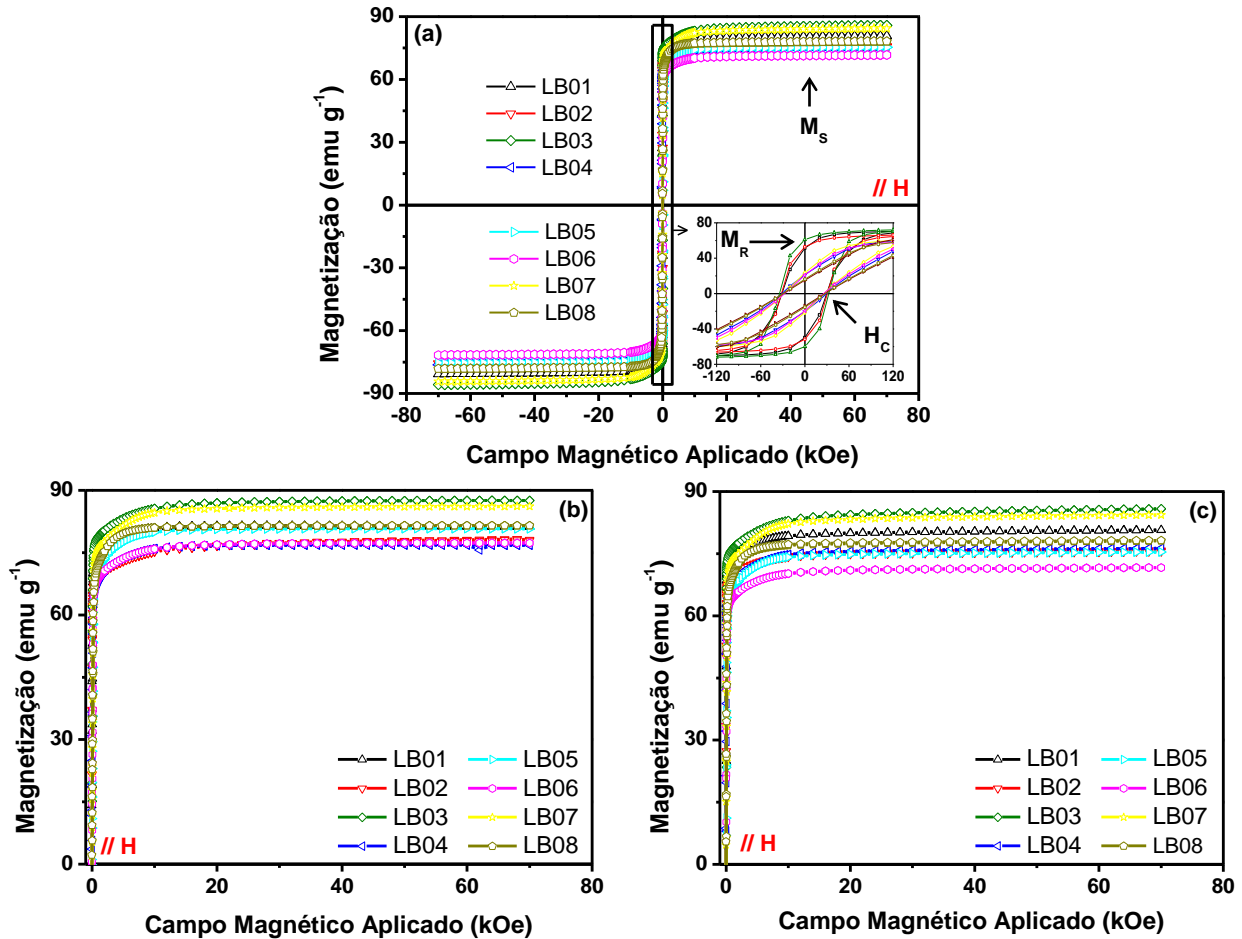 (a)
90
60
30
0
-30
-60
-90
Magnetização (emu g⁻¹)
LB01
LB02
LB03
LB04
M_S
// H
LB05
LB06
LB07
LB08
M_R
H_C
80
40
0
-40
-80
-120 -60 0 60 120
-80 -60 -40 -20 0 20 40 60 80
Campo Magnético Aplicado (kOe)
(b)
90
60
30
0
Magnetização (emu g⁻¹)
LB01 LB05
LB02 LB06
LB03 LB07
LB04 LB08
// H
0 20 40 60 80
Campo Magnético Aplicado (kOe)
(c)
90
60
30
0
Magnetização (emu g⁻¹)
LB01 LB05
LB02 LB06
LB03 LB07
LB04 LB08
// H
0 20 40 60 80
Campo Magnético Aplicado (kOe)